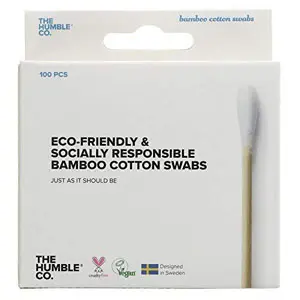 THE
HUMBLE®
CO.
bamboo cotton swabs
100 PCS
ECO-FRIENDLY &
SOCIALLY RESPONSIBLE
BAMBOO COTTON SWABS
JUST AS IT SHOULD BE
THE
HUMBLE®
CO.
crueltyfree
Vegan
Designed
in Sweden